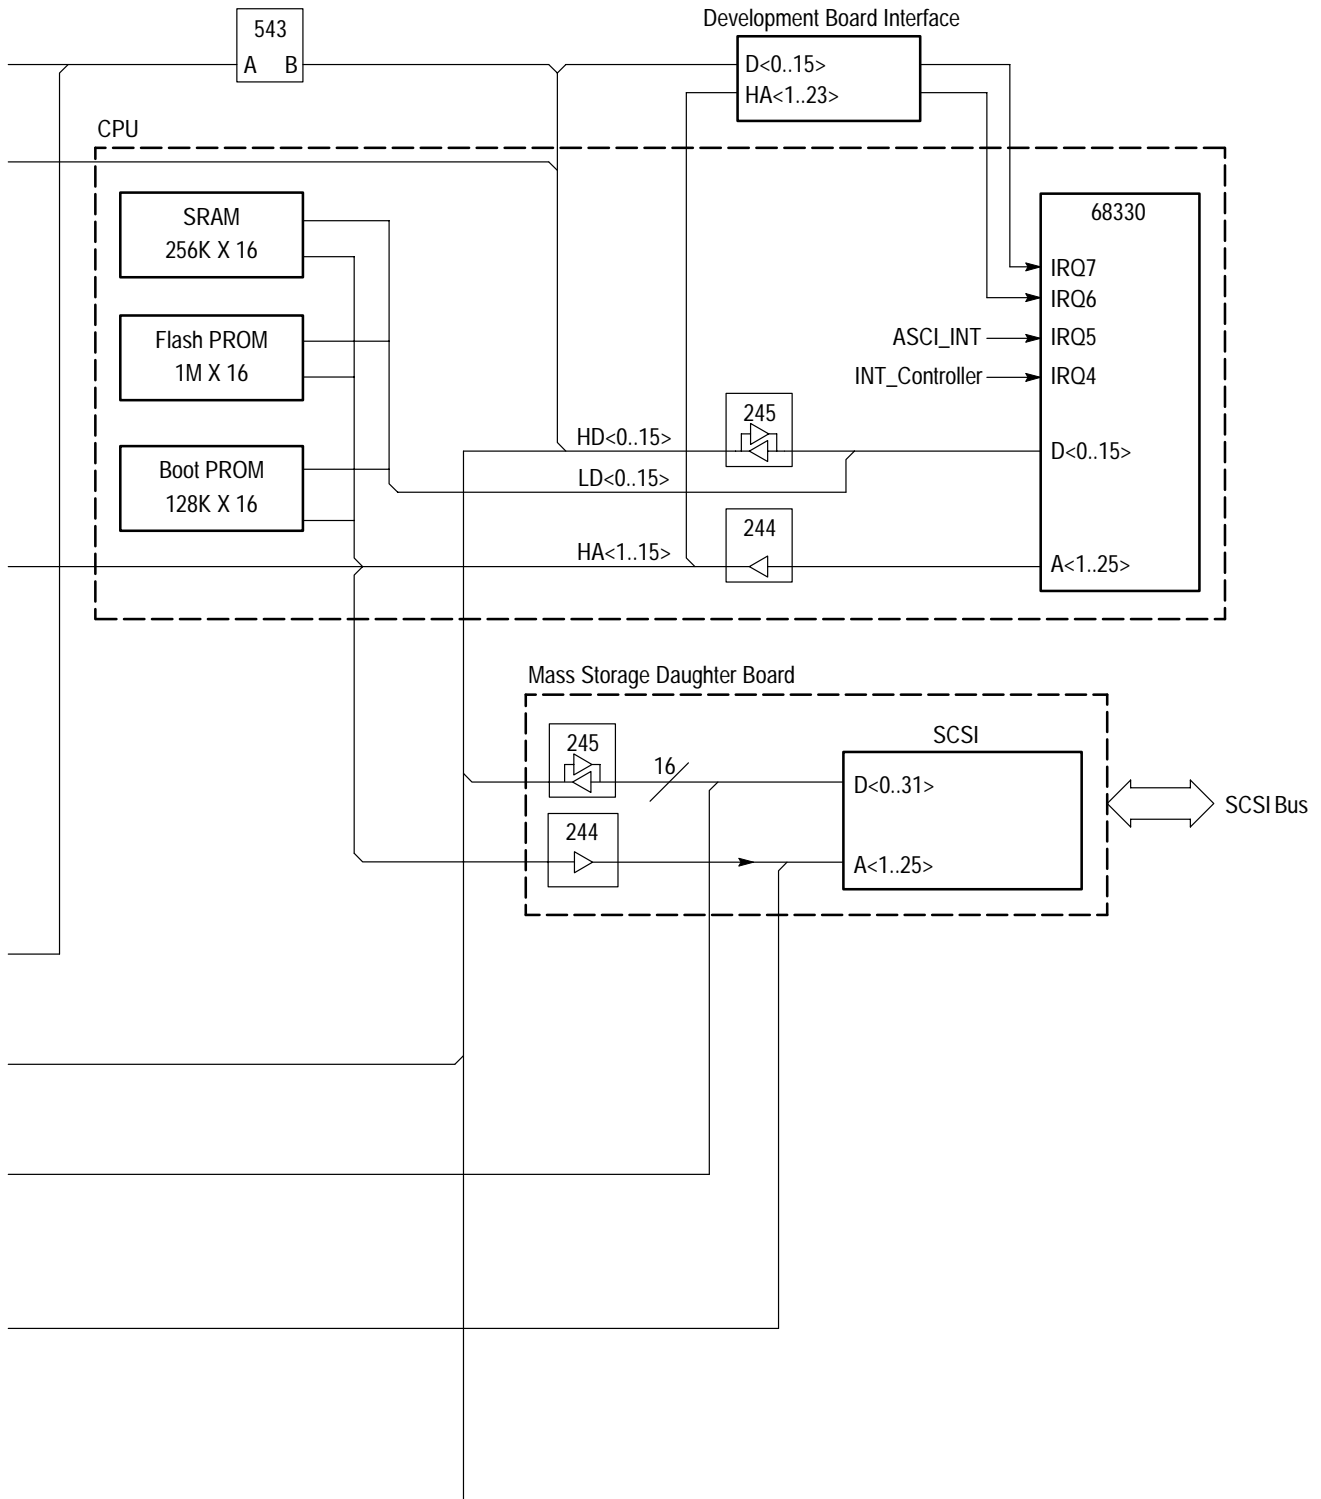 543
A B
Development Board Interface
D<0..15>
HA<1..23>
CPU
SRAM
256K X 16
68330
IRQ7
IRQ6
Flash PROM
1M X 16
ASCI_INT
IRQ5
INT_Controller
IRQ4
245
HD<0..15>
D<0..15>
Boot PROM
128K X 16
LD<0..15>
244
HA<1..15>
A<1..25>
Mass Storage Daughter Board
245
16
SCSI
D<0..31>
SCSI Bus
244
A<1..25>